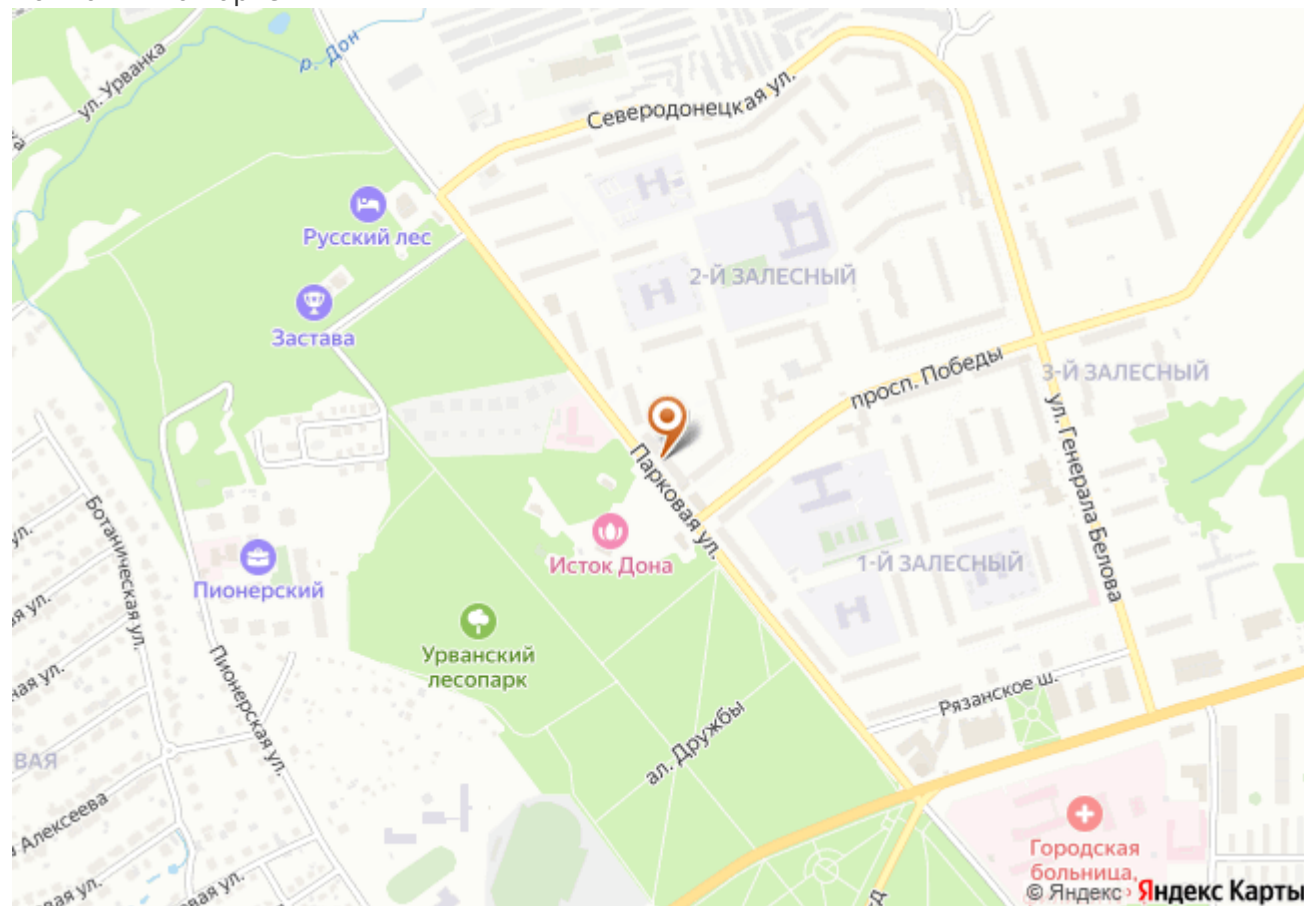 р. Дон
ул. Урванка
Северодонецкая ул.
Русский лес
2-Й ЗАЛЕСНЫЙ
Застава
просп. Победы
3-Й ЗАЛЕСНЫЙ
ул. Генерала Белова
Парковая ул.
Ботаническая ул.
Исток Дона
1-Й ЗАЛЕСНЫЙ
Пионерский
Урванский
лесопарк
Пионерская ул.
Рязанское ш.
ал. Дружбы
ВАЯ
Алексеева
Городская
больница,
© Яндекс Яндекс Карты